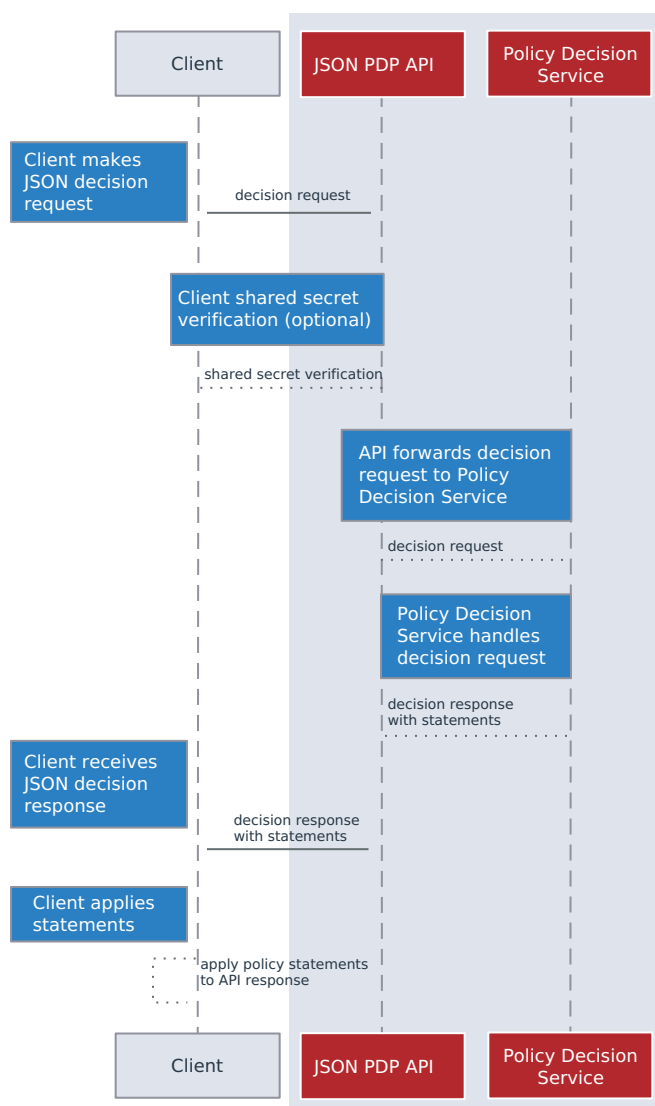 Client
JSON PDP API
Policy Decision
Service
Client makes
JSON decision
request
decision request
Client shared secret
verification (optional)
shared secret verification
API forwards decision
request to Policy
Decision Service
decision request
Policy Decision
Service handles
decision request
decision response
with statements
Client receives
JSON decision
response
decision response
with statements
Client applies
statements
apply policy statements
to API response
Client
JSON PDP API
Policy Decision
Service